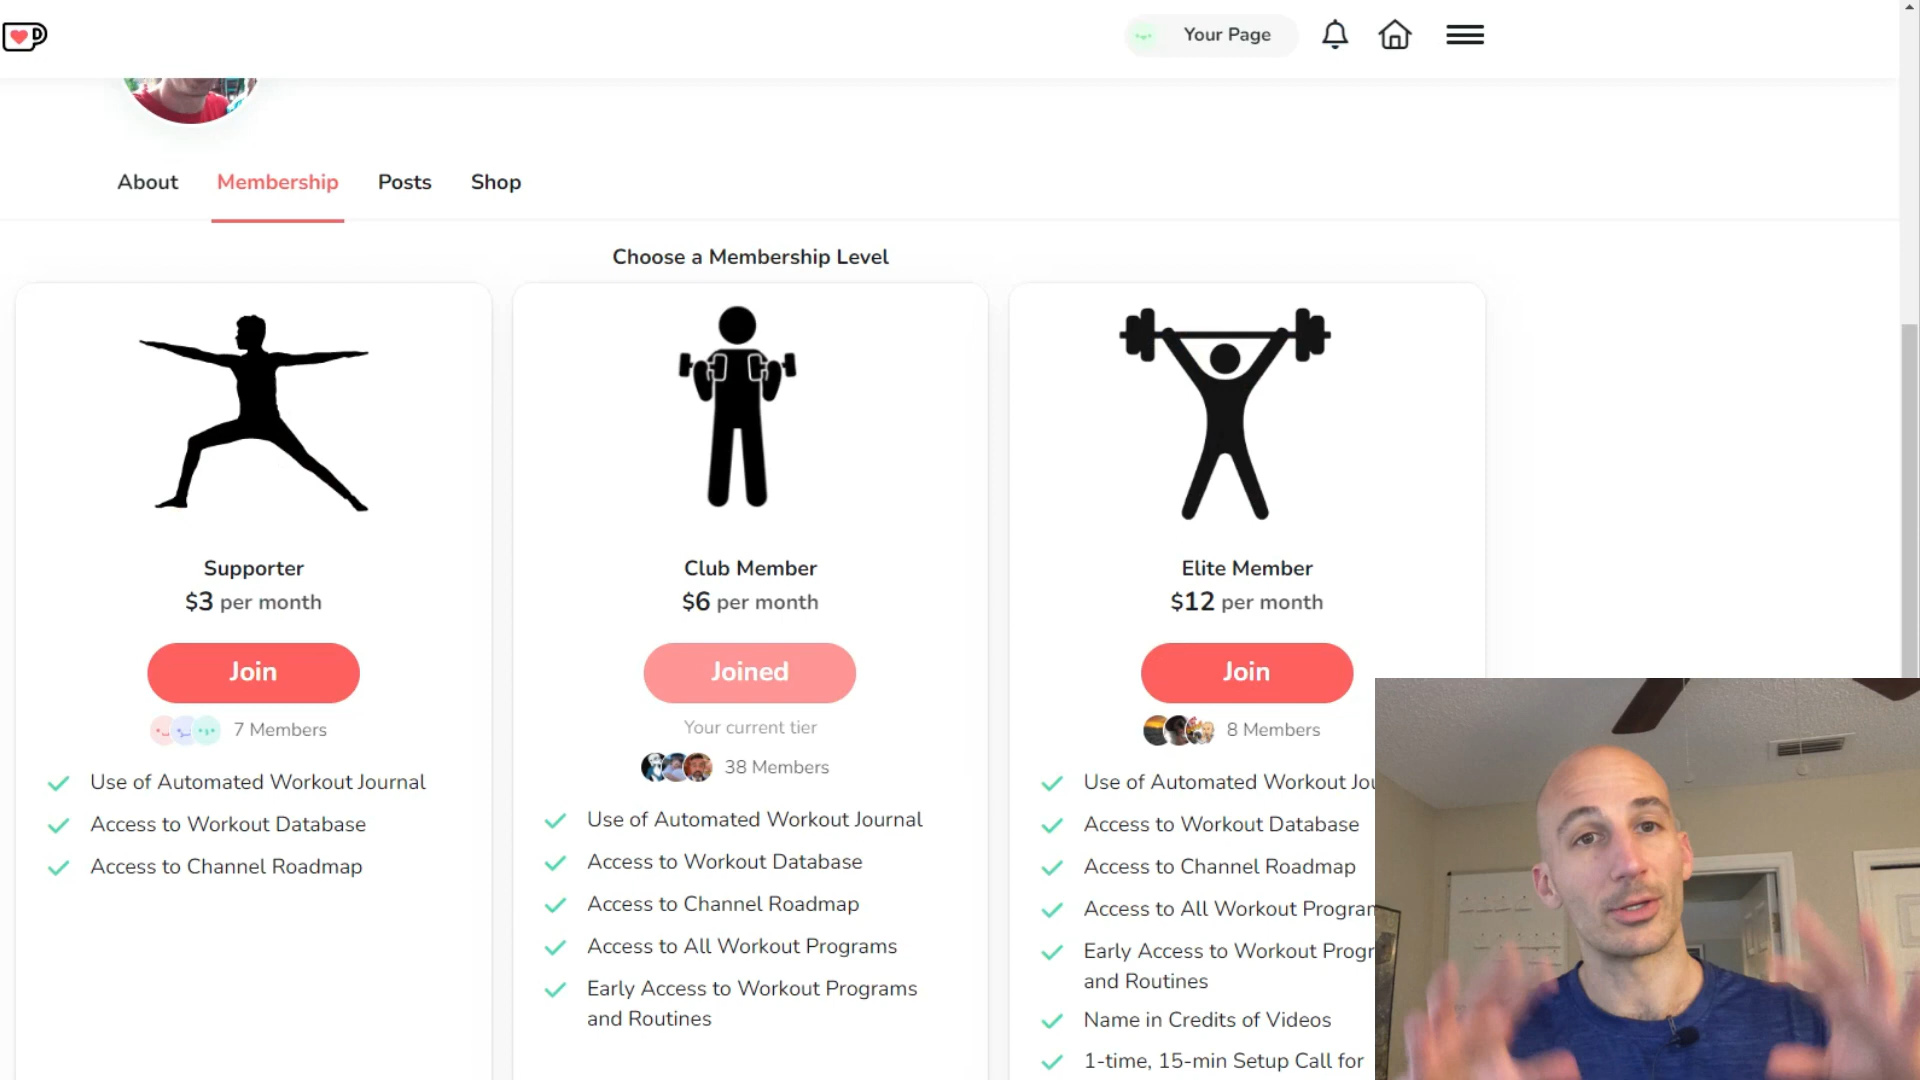 Your Page
About Membership Posts Shop
Choose a Membership Level
Supporter
$3 per month
Join
7 Members
Use of Automated Workout Journal
Access to Workout Database
Access to Channel Roadmap
Club Member
$6 per month
Joined
Your current tier
38 Members
Use of Automated Workout Journal
Access to Workout Database
Access to Channel Roadmap
Access to All Workout Programs
Early Access to Workout Programs
and Routines
Elite Member
$12 per month
Join
8 Members
Use of Automated Workout
Access to Workout Database
Access to Channel Roadmap
Access to All Workout
Early Access to Workout
and Routines
Name in Credits of Videos
1-time, 15-min Setup Call for